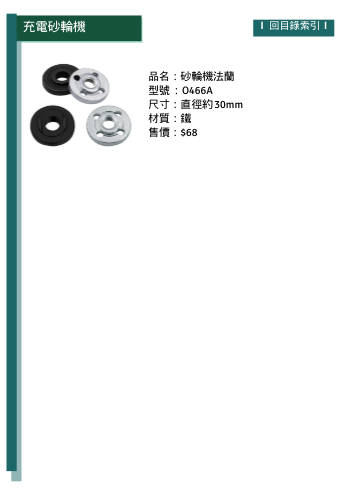 充電砂輪機
I 回目錄索引 I
品名：砂輪機法蘭
型號：O466A
尺寸：直徑約30mm
材質：鐵
售價：$68